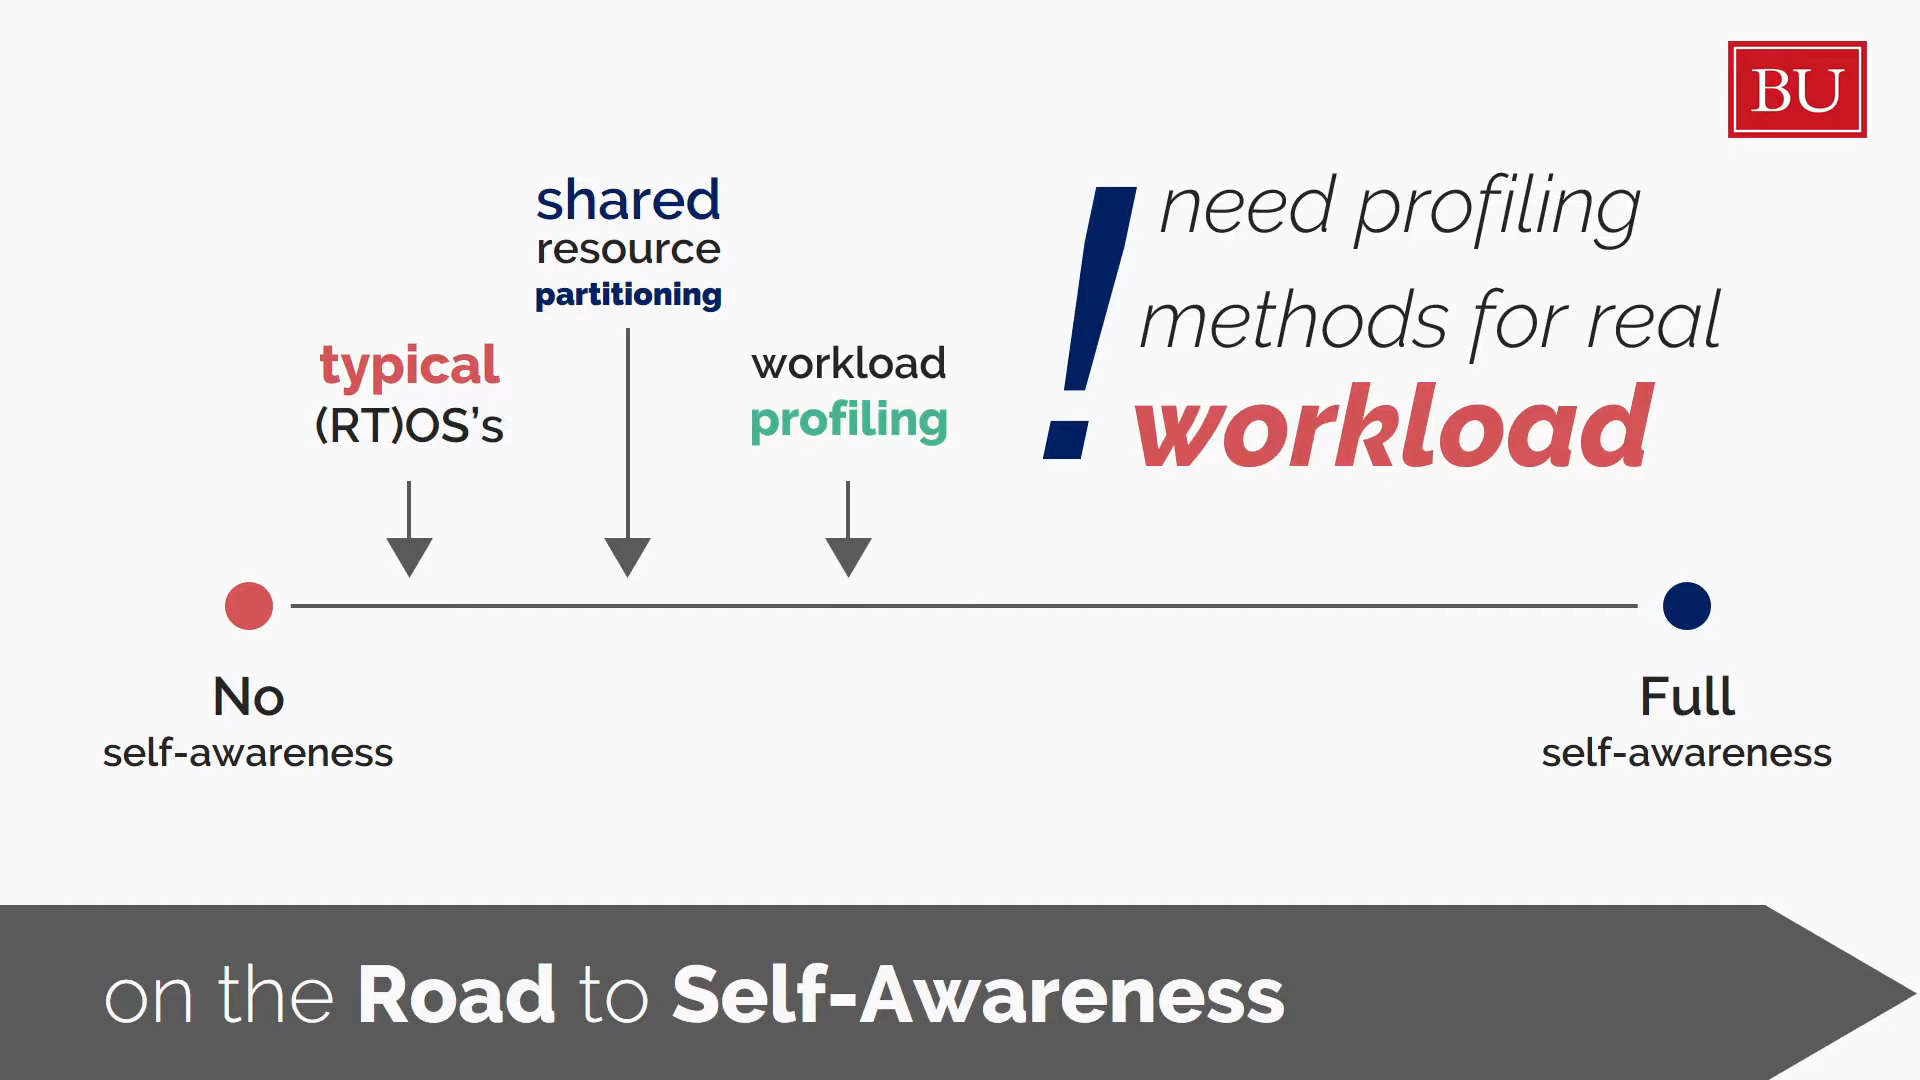 BU
shared
resource
partitioning
typical
(RT)OS’s
workload
profiling
! need profiling
methods for real
workload
No
self-awareness
Full
self-awareness
on the Road to Self-Awareness